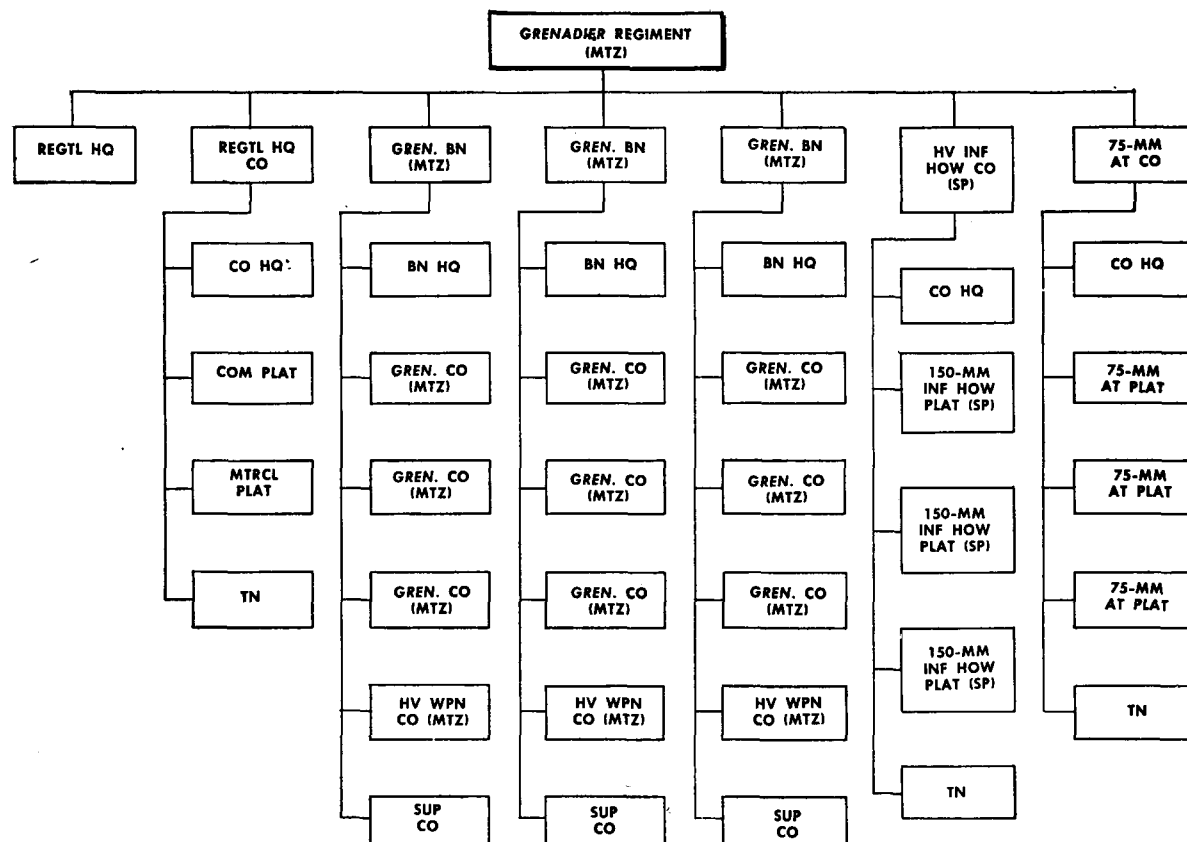 GRENADIER REGIMENT
(MTZ)
REGTL HQ
REGTL HQ
CO
GREN. BN
(MTZ)
GREN. BN
(MTZ)
GREN. BN
(MTZ)
HV INF
HOW CO
(SP)
75-MM
AT CO
CO HQ
COM PLAT
MTRCL
PLAT
TN
BN HQ
GREN. CO
(MTZ)
GREN. CO
(MTZ)
GREN. CO
(MTZ)
HV WPN
CO (MTZ)
SUP
CO
BN HQ
GREN. CO
(MTZ)
GREN. CO
(MTZ)
GREN. CO
(MTZ)
HV WPN
CO (MTZ)
SUP
CO
BN HQ
GREN. CO
(MTZ)
GREN. CO
(MTZ)
GREN. CO
(MTZ)
HV WPN
CO (MTZ)
SUP
CO
CO HQ
150-MM
INF HOW
PLAT (SP)
150-MM
INF HOW
PLAT (SP)
150-MM
INF HOW
PLAT (SP)
TN
CO HQ
75-MM
AT PLAT
75-MM
AT PLAT
75-MM
AT PLAT
TN